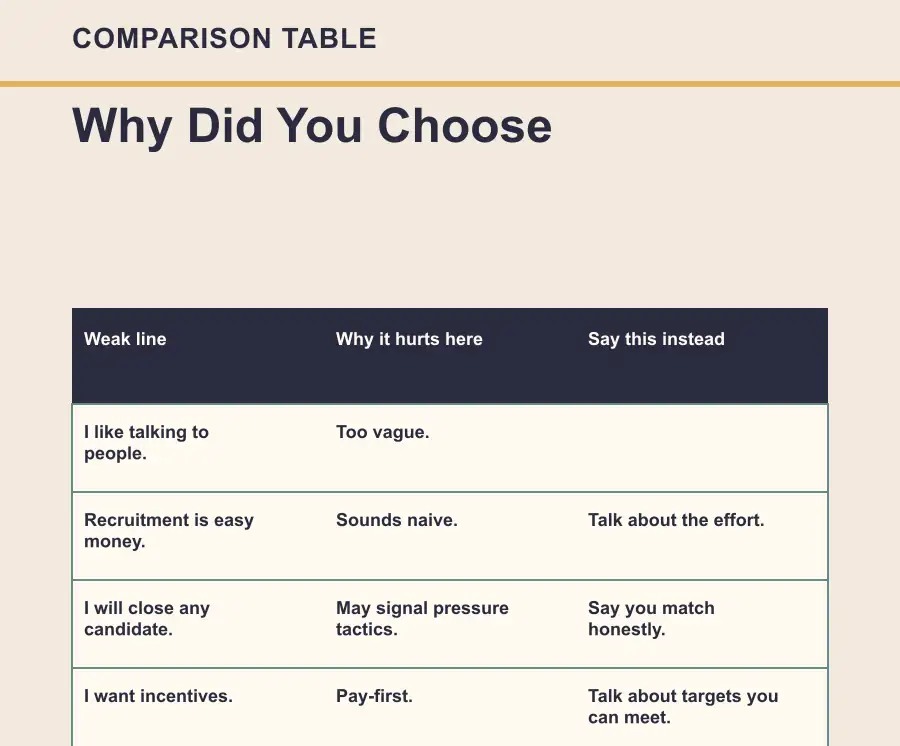 COMPARISON TABLE
Why Did You Choose
Weak line
Why it hurts here
Say this instead
I like talking to
people.
Too vague.
Recruitment is easy
money.
Sounds naive.
Talk about the effort.
I will close any
candidate.
May signal pressure
tactics.
Say you match
honestly.
I want incentives.
Pay-first.
Talk about targets you
can meet.